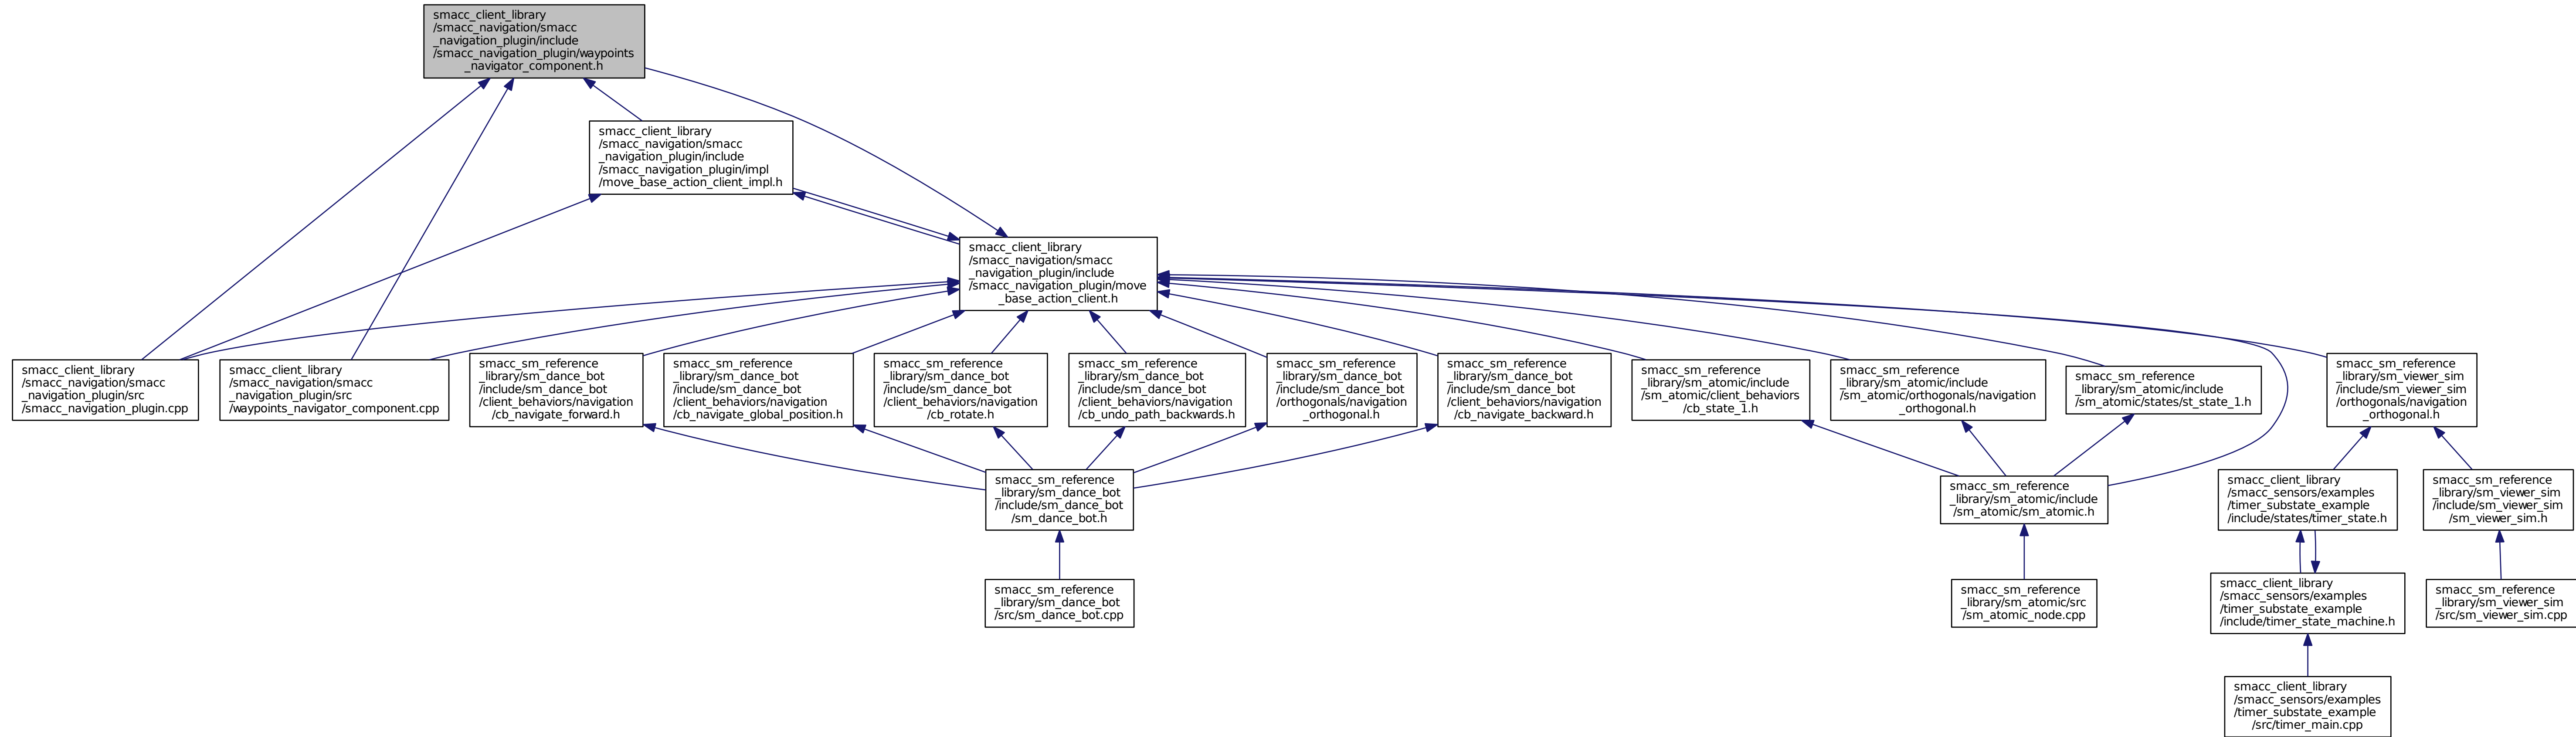 smacc_client_library
/smacc_navigation/smacc
_navigation_plugin/include
/smacc_navigation_plugin/waypoints
_navigator_component.h
smacc_client_library
/smacc_navigation/smacc
_navigation_plugin/include
/smacc_navigation_plugin/impl
/move_base_action_client_impl.h
smacc_client_library
/smacc_navigation/smacc
_navigation_plugin/include
/smacc_navigation_plugin/move
_base_action_client.h
smacc_client_library
/smacc_navigation/smacc
_navigation_plugin/src
/smacc_navigation_plugin.cpp
smacc_client_library
/smacc_navigation/smacc
_navigation_plugin/src
/waypoints_navigator_component.cpp
smacc_sm_reference
_library/sm_dance_bot
/include/sm_dance_bot
/client_behaviors/navigation
/cb_navigate_forward.h
smacc_sm_reference
_library/sm_dance_bot
/include/sm_dance_bot
/client_behaviors/navigation
/cb_navigate_global_position.h
smacc_sm_reference
_library/sm_dance_bot
/include/sm_dance_bot
/client_behaviors/navigation
/cb_rotate.h
smacc_sm_reference
_library/sm_dance_bot
/include/sm_dance_bot
/client_behaviors/navigation
/cb_undo_path_backwards.h
smacc_sm_reference
_library/sm_dance_bot
/include/sm_dance_bot
/orthogonals/navigation
_orthogonal.h
smacc_sm_reference
_library/sm_dance_bot
/include/sm_dance_bot
/client_behaviors/navigation
/cb_navigate_backward.h
smacc_sm_reference
_library/sm_atomic/include
/sm_atomic/client_behaviors
/cb_state_1.h
smacc_sm_reference
_library/sm_atomic/include
/sm_atomic/orthogonals/navigation
_orthogonal.h
smacc_sm_reference
_library/sm_atomic/include
/sm_atomic/states/st_state_1.h
smacc_sm_reference
_library/sm_viewer_sim
/include/sm_viewer_sim
/orthogonals/navigation
_orthogonal.h
smacc_sm_reference
_library/sm_dance_bot
/include/sm_dance_bot
/sm_dance_bot.h
smacc_sm_reference
_library/sm_atomic/include
/sm_atomic/sm_atomic.h
smacc_client_library
/smacc_sensors/examples
/timer_substate_example
/include/states/timer_state.h
smacc_sm_reference
_library/sm_viewer_sim
/include/sm_viewer_sim
/sm_viewer_sim.h
smacc_sm_reference
_library/sm_dance_bot
/src/sm_dance_bot.cpp
smacc_sm_reference
_library/sm_atomic/src
/sm_atomic_node.cpp
smacc_client_library
/smacc_sensors/examples
/timer_substate_example
/include/timer_state_machine.h
smacc_sm_reference
_library/sm_viewer_sim
/src/sm_viewer_sim.cpp
smacc_client_library
/smacc_sensors/examples
/timer_substate_example
/src/timer_main.cpp